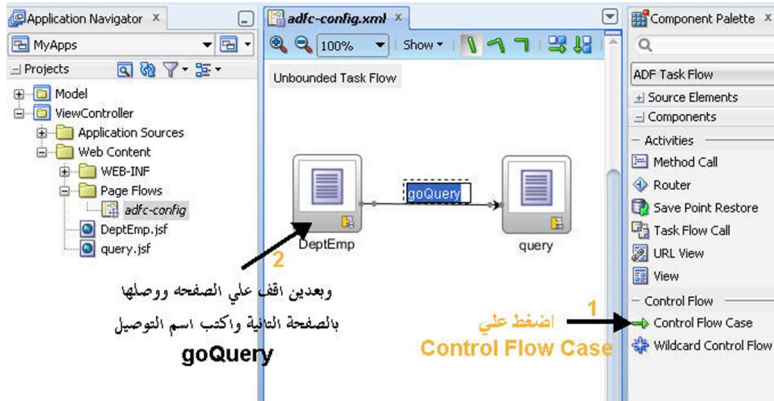 Application Navigator
MyApps
Projects
Model
ViewController
Application Sources
Web Content
WEB-INF
Page Flows
adfc-config
DeptEmp.jsf
query.jsf
adfc-config.xml
100%
Show
Unbounded Task Flow
goQuery
DeptEmp
query
2
وبعدين اقف علي الصفحه ووصلها
بالصفحة التانية واكتب اسم التوصيل
goQuery
1
اضغط علي
Control Flow Case
Component Palette
ADF Task Flow
Source Elements
Components
Activities
Method Call
Router
Save Point Restore
Task Flow Call
URL View
View
Control Flow
Control Flow Case
Wildcard Control Flow